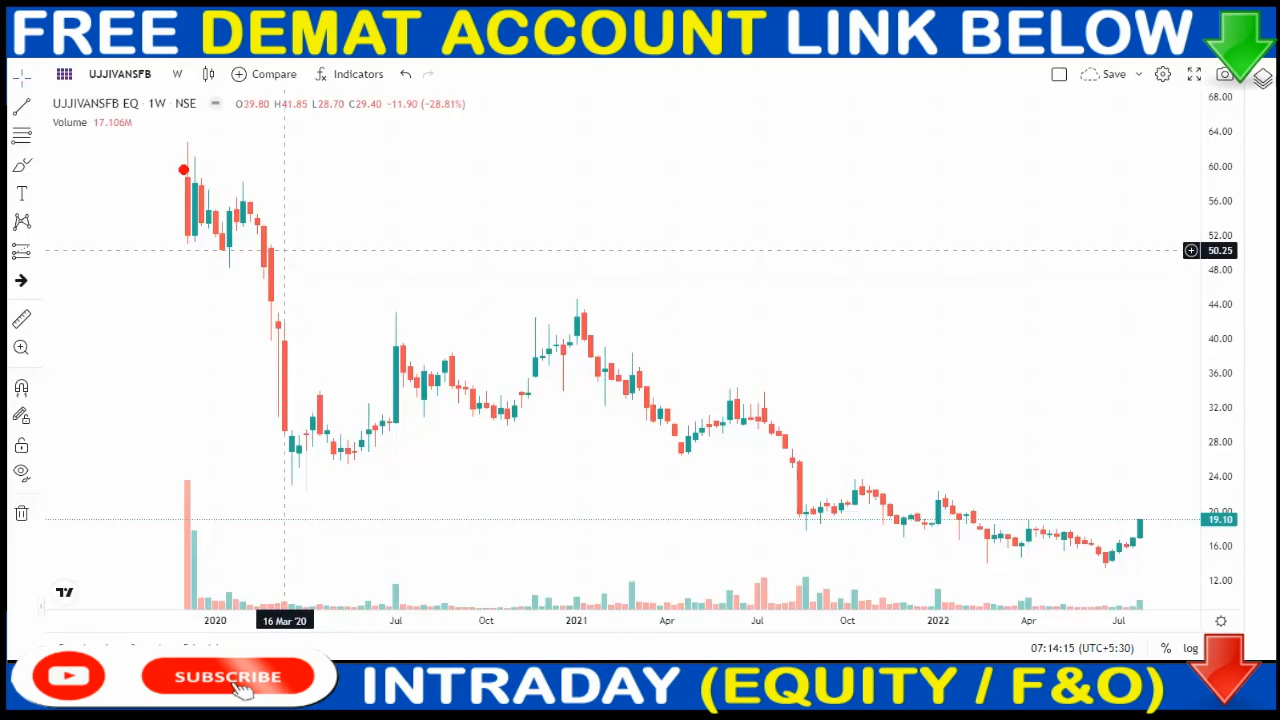 FREE DEMAT ACCOUNT LINK BELOW
UJJIVANSFB W Compare Indicators Save
UJJIVANSFB EQ · 1W · NSE O39.80 H41.85 L28.70 C29.40 −11.90 (−28.81%)
Volume 17.106M
68.00
64.00
60.00
56.00
52.00
50.25
48.00
44.00
40.00
36.00
32.00
28.00
24.00
20.00
19.10
16.00
12.00
2020 16 Mar '20 Jul Oct 2021 Apr Jul Oct 2022 Apr Jul
07:14:15 (UTC+5:30) % log
SUBSCRIBE
INTRADAY (EQUITY / F&O)